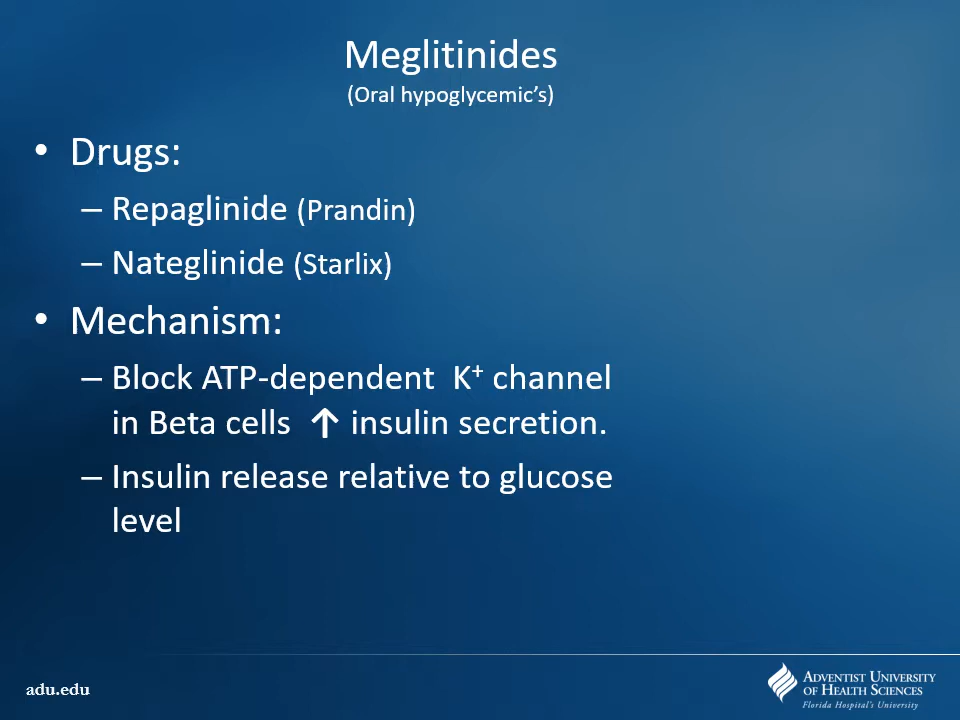 Meglitinides
(Oral hypoglycemic’s)
• Drugs:
– Repaglinide (Prandin)
– Nateglinide (Starlix)
• Mechanism:
– Block ATP-dependent K⁺ channel
in Beta cells ↑ insulin secretion.
– Insulin release relative to glucose
level
adu.edu
ADVENTIST UNIVERSITY
OF HEALTH SCIENCES
Florida Hospital's University